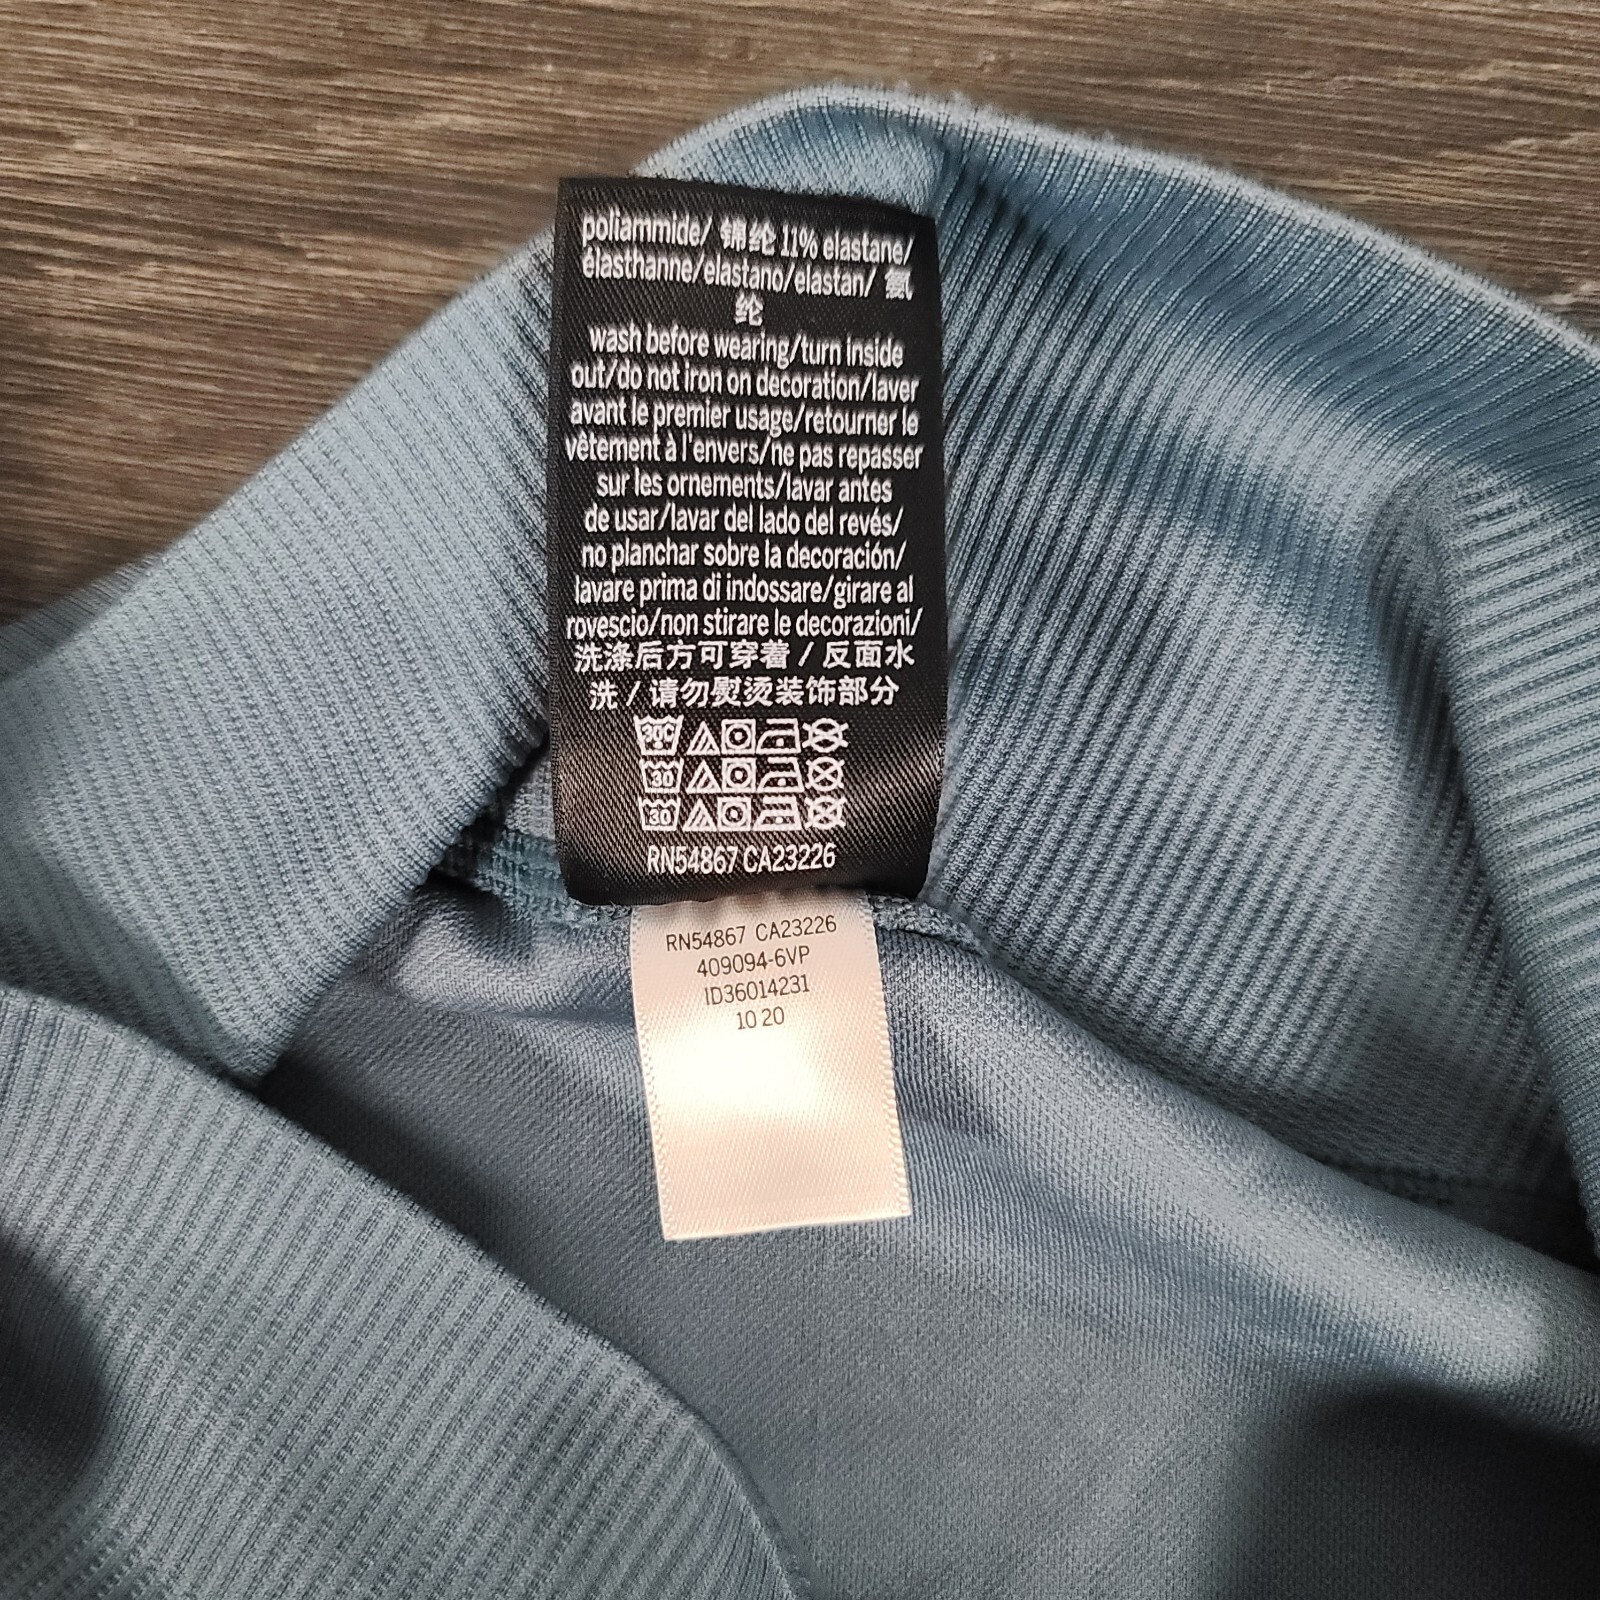 poliammide/ 锦纶 11% elastane/
élasthanne/elastano/elastan/ 氨
纶
wash before wearing/turn inside
out/do not iron on decoration/laver
avant le premier usage/retourner le
vêtement à l'envers/ne pas repasser
sur les ornements/lavar antes
de usar/lavar del lado del revés/
no planchar sobre la decoración/
lavare prima di indossare/girare al
rovescio/non stirare le decorazioni/
洗涤后方可穿着 / 反面水
洗 / 请勿熨烫装饰部分
30C
30
30
RN54867 CA23226
RN54867 CA23226
409094-6VP
ID36014231
10 20